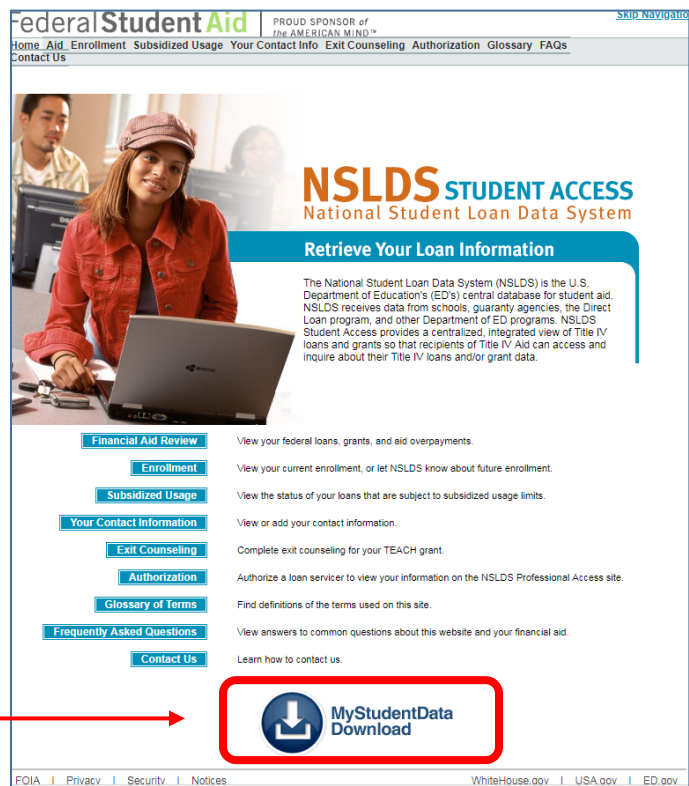 Federal Student Aid
PROUD SPONSOR of
the AMERICAN MIND™
Skip Navigatio
Home Aid Enrollment Subsidized Usage Your Contact Info Exit Counseling Authorization Glossary FAQs
Contact Us
NSLDS STUDENT ACCESS
National Student Loan Data System
Retrieve Your Loan Information
The National Student Loan Data System (NSLDS) is the U.S.
Department of Education's (ED's) central database for student aid.
NSLDS receives data from schools, guaranty agencies, the Direct
Loan program, and other Department of ED programs. NSLDS
Student Access provides a centralized, integrated view of Title IV
loans and grants so that recipients of Title IV Aid can access and
inquire about their Title IV loans and/or grant data.
Financial Aid Review View your federal loans, grants, and aid overpayments.
Enrollment View your current enrollment, or let NSLDS know about future enrollment.
Subsidized Usage View the status of your loans that are subject to subsidized usage limits.
Your Contact Information View or add your contact information.
Exit Counseling Complete exit counseling for your TEACH grant.
Authorization Authorize a loan servicer to view your information on the NSLDS Professional Access site.
Glossary of Terms Find definitions of the terms used on this site.
Frequently Asked Questions View answers to common questions about this website and your financial aid.
Contact Us Learn how to contact us.
MyStudentData
Download
FOIA | Privacy | Security | Notices WhiteHouse.gov | USA.gov | ED.gov